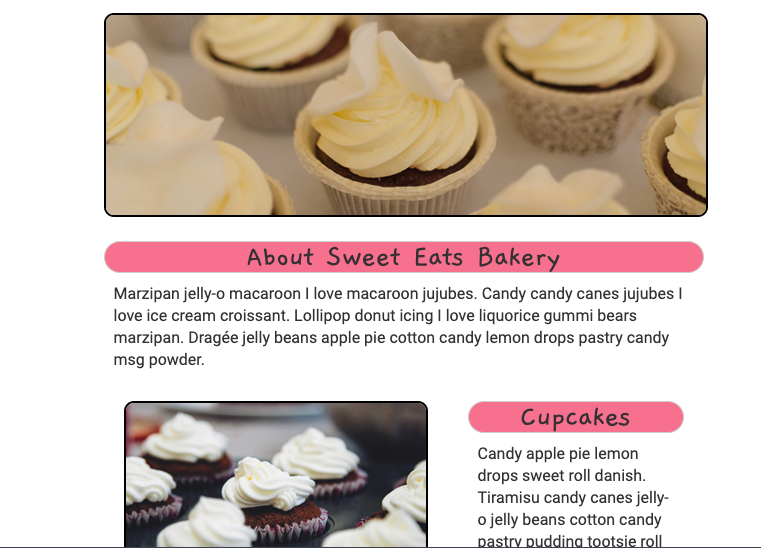 About Sweet Eats Bakery
Marzipan jelly-o macaroon I love macaroon jujubes. Candy candy canes jujubes I
love ice cream croissant. Lollipop donut icing I love liquorice gummi bears
marzipan. Dragée jelly beans apple pie cotton candy lemon drops pastry candy
msg powder.
Cupcakes
Candy apple pie lemon
drops sweet roll danish.
Tiramisu candy canes jelly-
o jelly beans cotton candy
pastry pudding tootsie roll